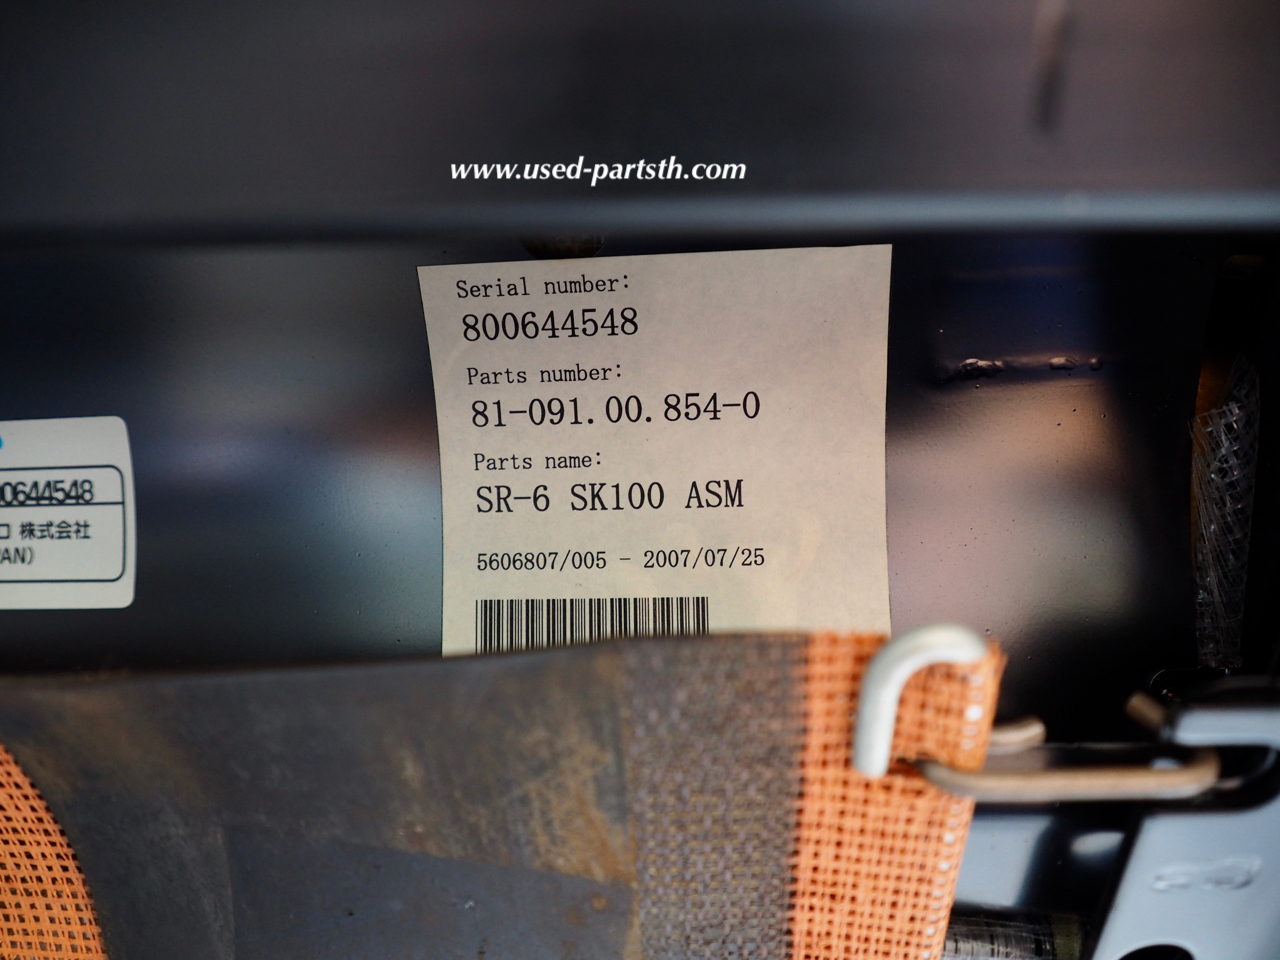 www.used-partsth.com
Serial number:
800644548
Parts number:
81-091.00.854-0
Parts name:
SR-6 SK100 ASM
5606807/005 - 2007/07/25
0644548
株式会社
AN)